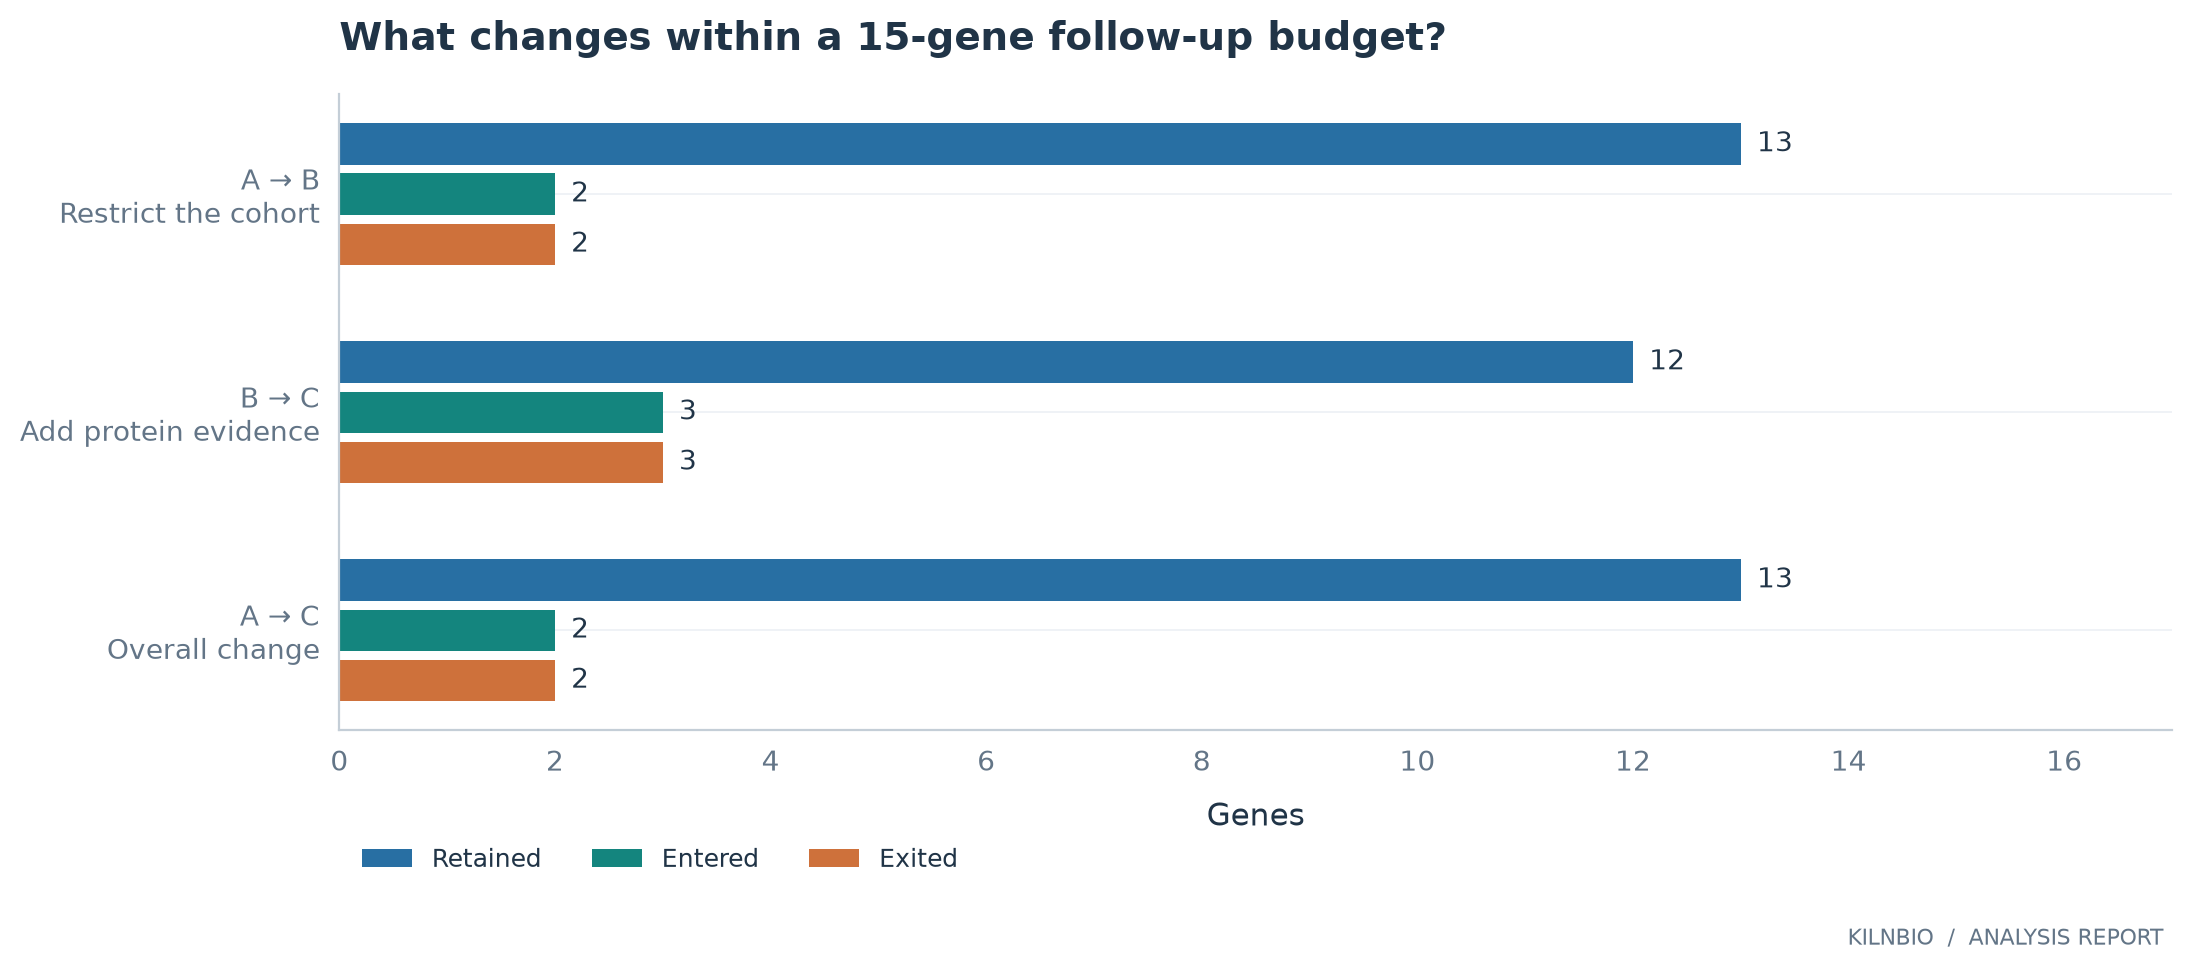 What changes within a 15-gene follow-up budget?
A → B
Restrict the cohort
13
2
2
B → C
Add protein evidence
12
3
3
A → C
Overall change
13
2
2
0 2 4 6 8 10 12 14 16
Genes
Retained Entered Exited
KILNBIO / ANALYSIS REPORT